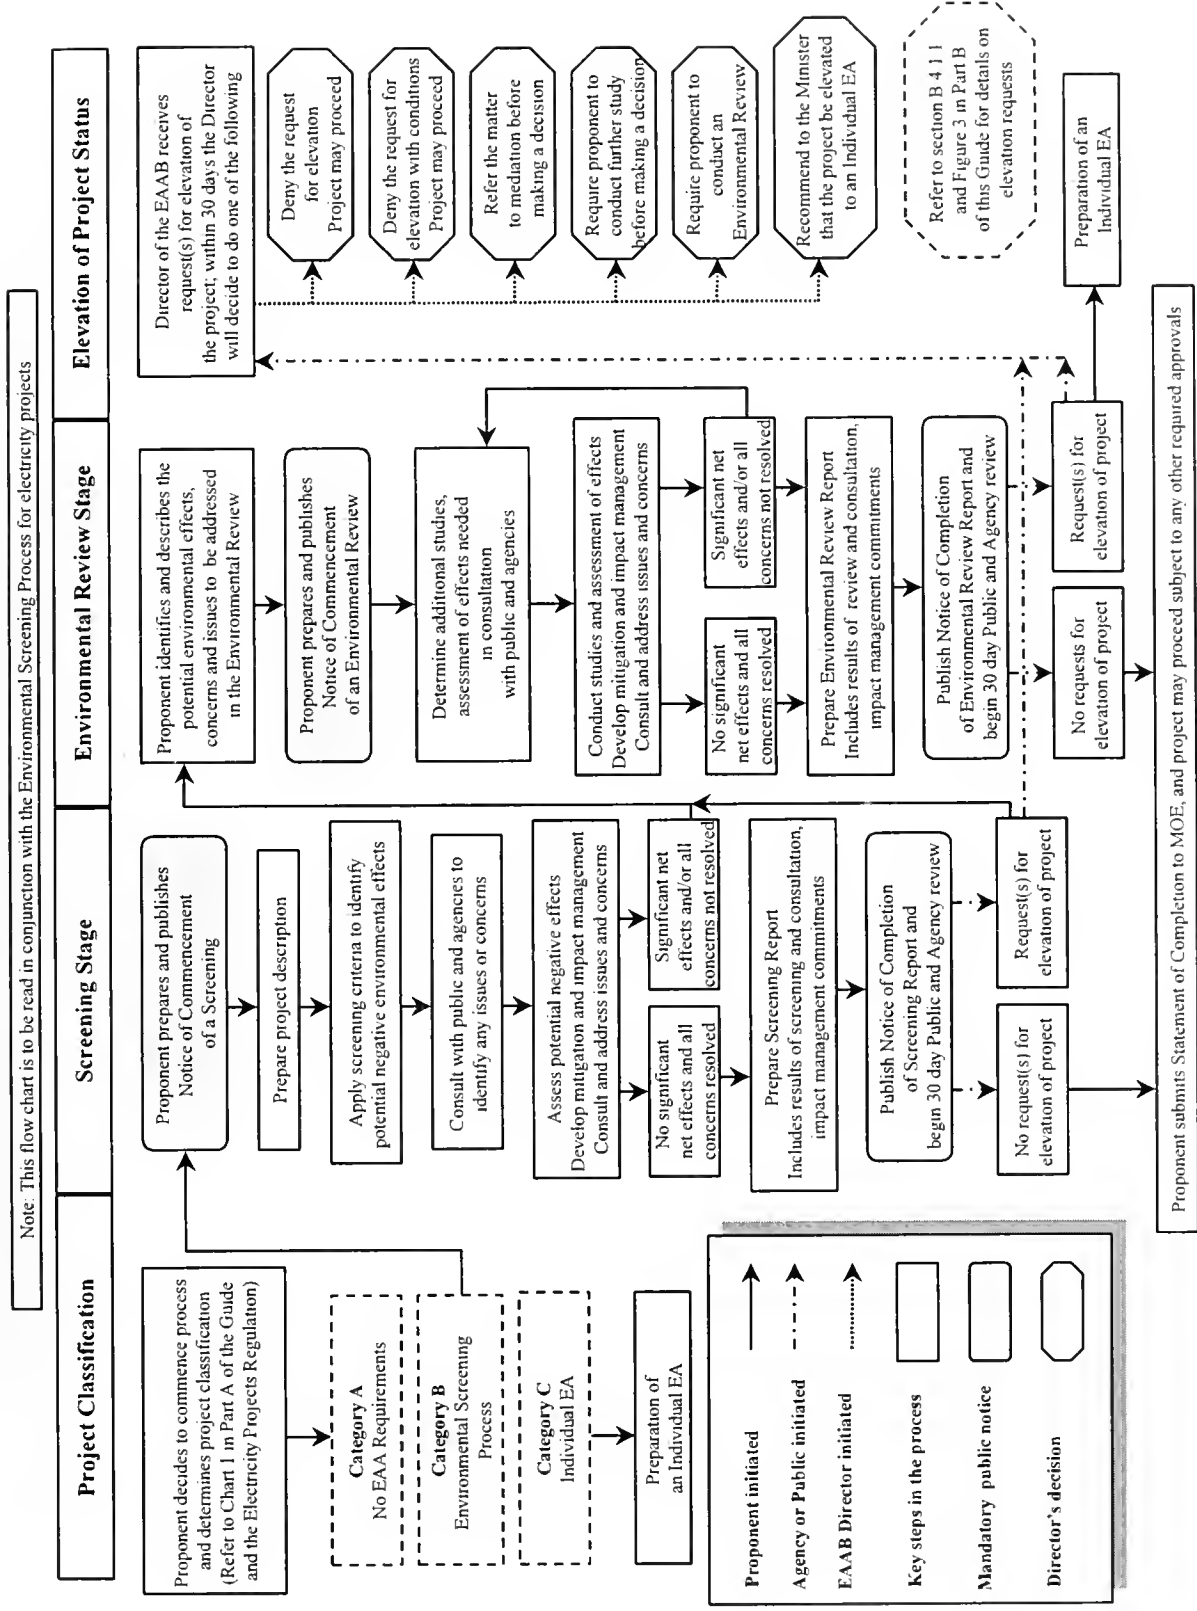 Note: This flow chart is to be read in conjunction with the Environmental Screening Process for electricity projects
Project Classification
Proponent decides to commence process
and determines project classification
(Refer to Chart 1 in Part A of the Guide
and the Electricity Projects Regulation)
Category A
No EAA Requirements
Category B
Environmental Screening
Process
Category C
Individual EA
Preparation of
an Individual EA
Proponent initiated
Agency or Public initiated
EAAB Director initiated
Key steps in the process
Mandatory public notice
Director's decision
Screening Stage
Proponent prepares and publishes
Notice of Commencement
of a Screening
Prepare project description
Apply screening criteria to identify
potential negative environmental effects
Consult with public and agencies to
identify any issues or concerns
Assess potential negative effects
Develop mitigation and impact management
Consult and address issues and concerns
No significant
net effects and all
concerns resolved
Significant net
effects and/or all
concerns not resolved
Prepare Screening Report
Includes results of screening and consultation,
impact management commitments
Publish Notice of Completion
of Screening Report and
begin 30 day Public and Agency review
No request(s) for
elevation of project
Request(s) for
elevation of project
Environmental Review Stage
Proponent identifies and describes the
potential environmental effects,
concerns and issues to be addressed
in the Environmental Review
Proponent prepares and publishes
Notice of Commencement
of an Environmental Review
Determine additional studies,
assessment of effects needed
in consultation
with public and agencies
Conduct studies and assessment of effects
Develop mitigation and impact management
Consult and address issues and concerns
No significant
net effects and all
concerns resolved
Significant net
effects and/or all
concerns not resolved
Prepare Environmental Review Report
Includes results of review and consultation,
impact management commitments
Publish Notice of Completion
of Environmental Review Report and
begin 30 day Public and Agency review
No requests for
elevation of project
Request(s) for
elevation of project
Elevation of Project Status
Director of the EAAB receives
request(s) for elevation of
the project; within 30 days the Director
will decide to do one of the following
Deny the request
for elevation
Project may proceed
Deny the request for
elevation with conditions
Project may proceed
Refer the matter
to mediation before
making a decision
Require proponent to
conduct further study
before making a decision
Require proponent to
conduct an
Environmental Review
Recommend to the Minister
that the project be elevated
to an Individual EA
Refer to section B 4 1 1
and Figure 3 in Part B
of this Guide for details on
elevation requests
Preparation of an
Individual EA
Proponent submits Statement of Completion to MOE, and project may proceed subject to any other required approvals